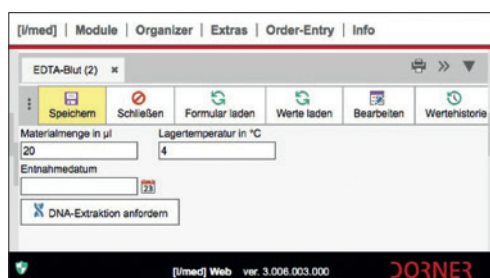 [i/med] | Module | Organizer | Extras | Order-Entry | Info
EDTA-Blut (2) ×
Speichern Schließen Formular laden Werte laden Bearbeiten Wertehistorie
Materialmenge in µl Lagertemperatur in °C
20 4
Entnahmedatum
23
DNA-Extraktion anfordern
[i/med] Web ver. 3.006.003.000 DORNER